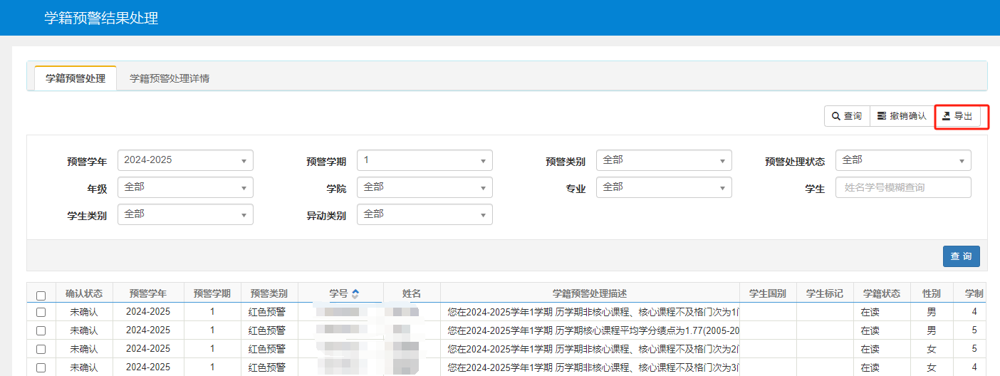 学籍预警结果处理
学籍预警处理 学籍预警处理详情
查询 撤销确认 导出
预警学年 2024-2025 预警学期 1 预警类别 全部 预警处理状态 全部
年级 全部 学院 全部 专业 全部 学生 姓名学号模糊查询
学生类别 全部 异动类别 全部
查 询
确认状态 预警学年 预警学期 预警类别 学号 姓名 学籍预警处理描述 学生国别 学生标记 学籍状态 性别 学制
未确认 2024-2025 1 红色预警 您在2024-2025学年1学期 历学期非核心课程、核心课程不及格门次为1 在读 男 4
未确认 2024-2025 1 红色预警 您在2024-2025学年1学期 历学期核心课程平均学分绩点为1.77(2005-20 在读 男 5
未确认 2024-2025 1 红色预警 您在2024-2025学年1学期 历学期非核心课程、核心课程不及格门次为2 在读 女 5
未确认 2024-2025 1 红色预警 您在2024-2025学年1学期 历学期非核心课程、核心课程不及格门次为3 在读 女 4